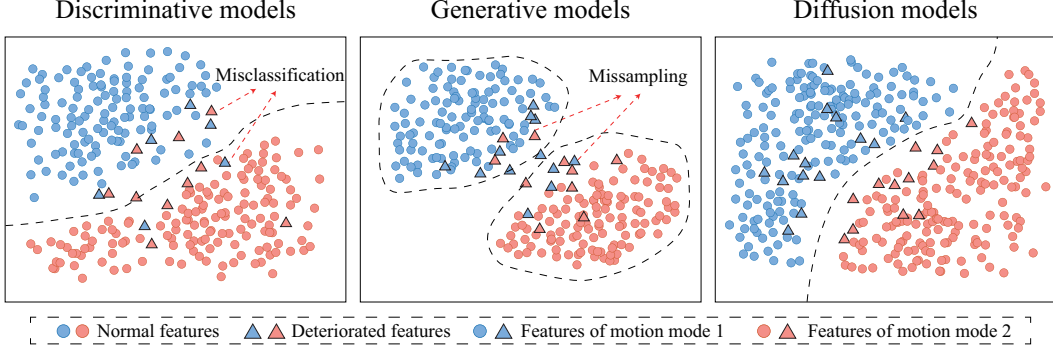 Discriminative models
Generative models
Diffusion models
Misclassification
Missampling
Normal features
Deteriorated features
Features of motion mode 1
Features of motion mode 2